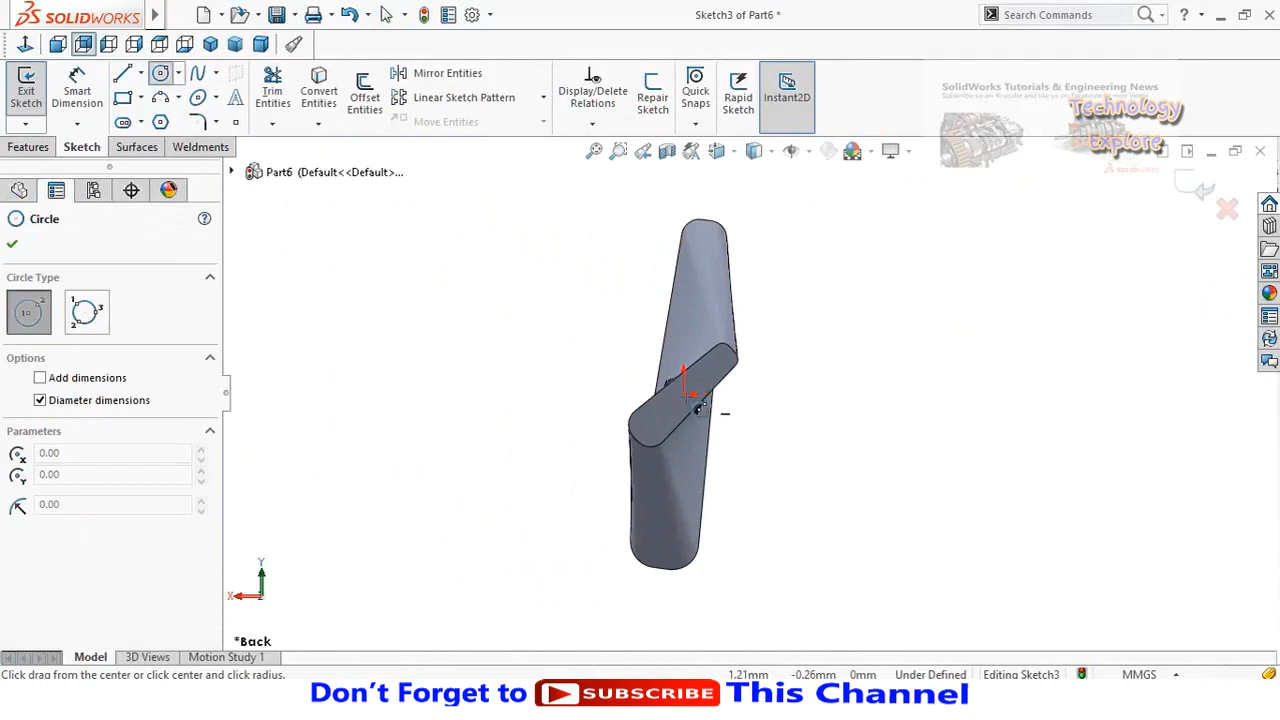 SOLIDWORKS
Sketch3 of Part6 *
Search Commands
?
Exit Sketch
Smart Dimension
Trim Entities
Convert Entities
Offset Entities
Mirror Entities
Linear Sketch Pattern
Move Entities
Display/Delete Relations
Repair Sketch
Quick Snaps
Rapid Sketch
Instant2D
SolidWorks Tutorials & Engineering News
Technology
Explore
SOLIDWORKS
Features
Sketch
Surfaces
Weldments
Part6 (Default<<Default>...
Circle
?
Circle Type
Options
Add dimensions
Diameter dimensions
Parameters
0.00
0.00
0.00
Y
X
*Back
Model
3D Views
Motion Study 1
Click drag from the center or click center and click radius.
1.21mm
-0.26mm
0mm
Under Defined
Editing Sketch3
MMGS
Don't Forget to SUBSCRIBE This Channel